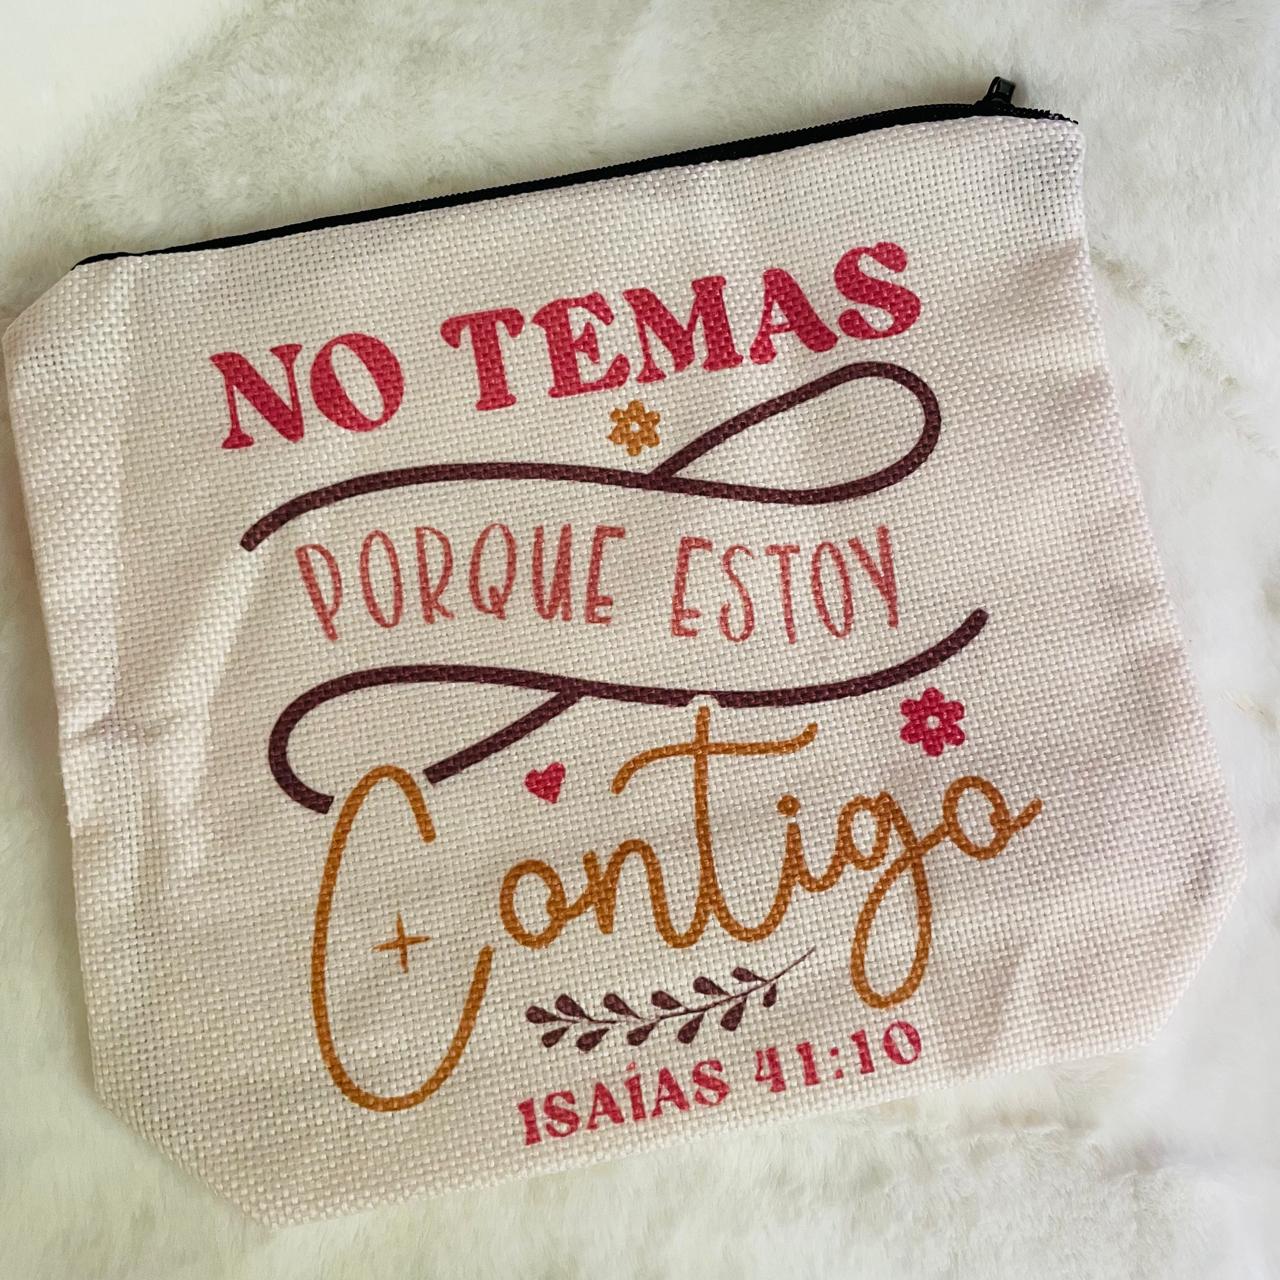 NO TEMAS
PORQUE ESTOY
Contigo
ISAÍAS 41:10